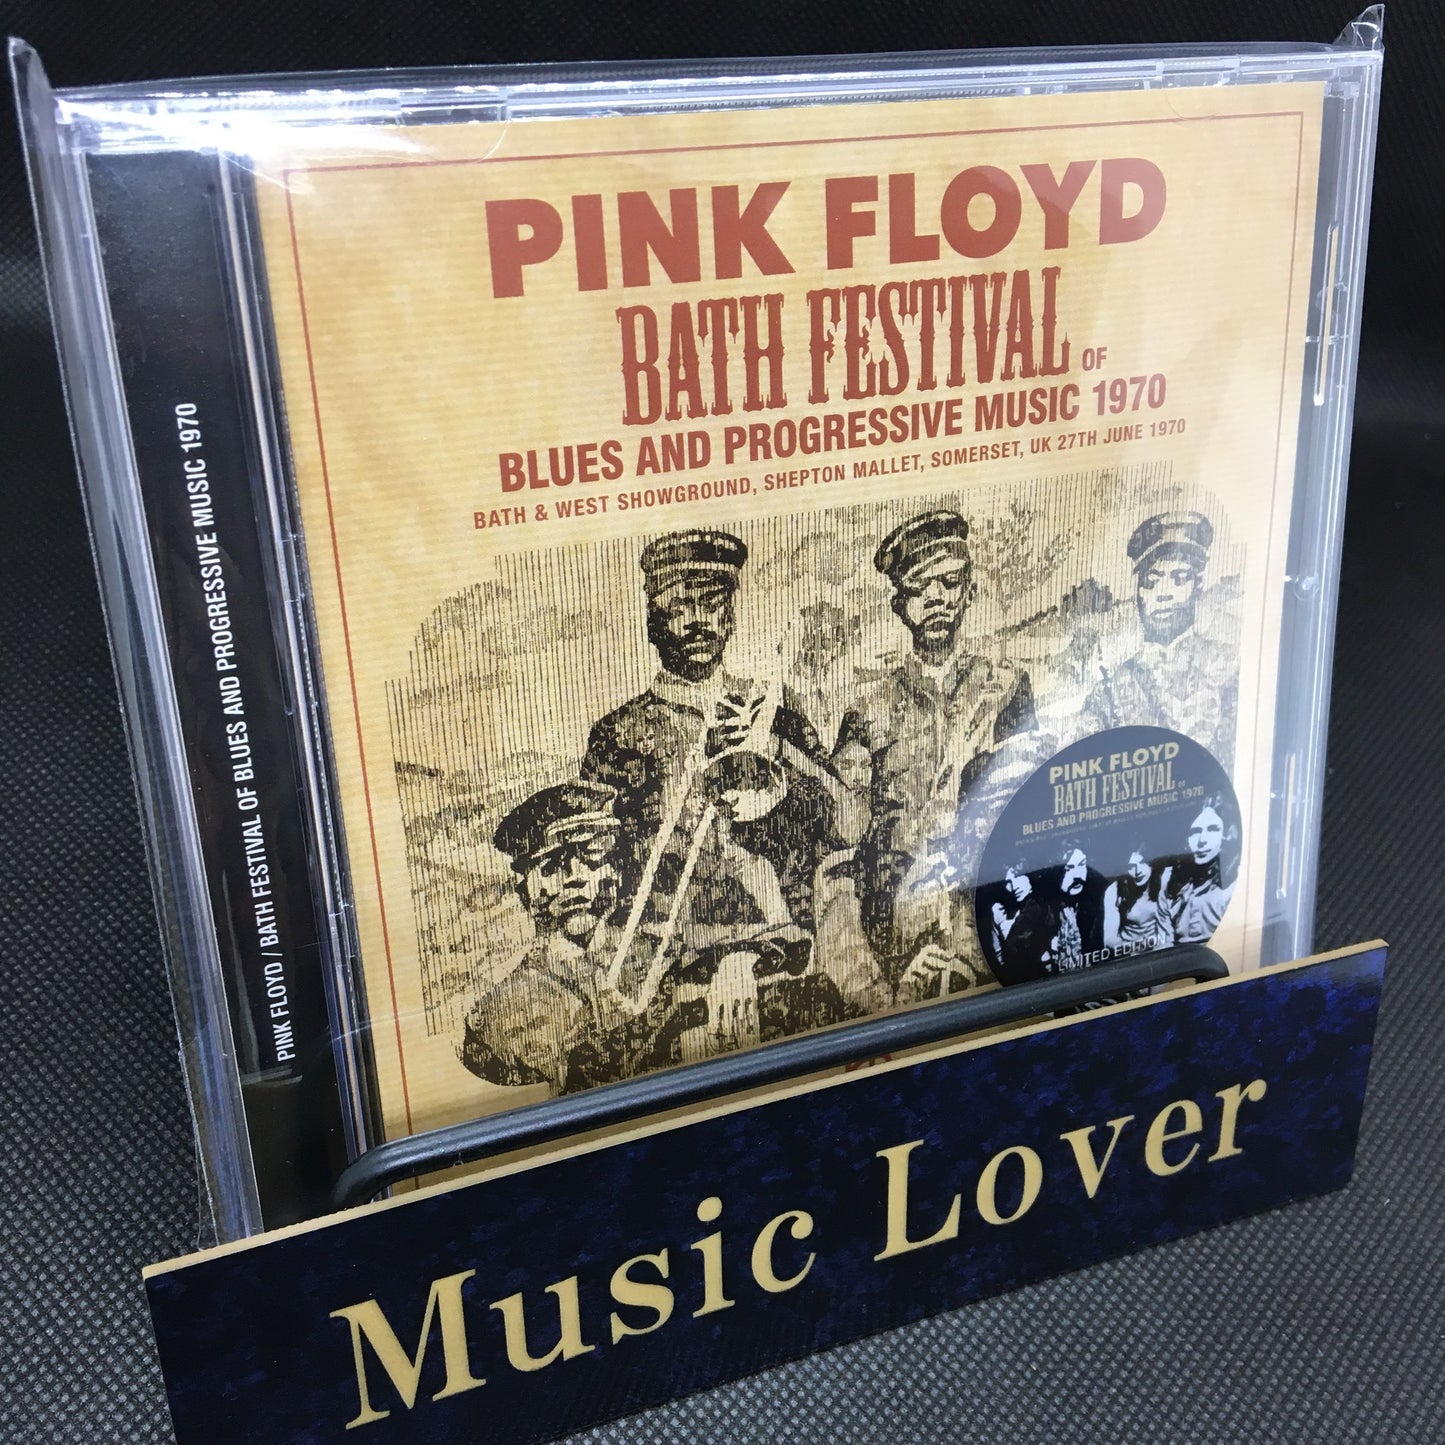 PINK FLOYD
BATH FESTIVAL OF
BLUES AND PROGRESSIVE MUSIC 1970
BATH & WEST SHOWGROUND, SHEPTON MALLET, SOMERSET, UK 27TH JUNE 1970
PINK FLOYD / BATH FESTIVAL OF BLUES AND PROGRESSIVE MUSIC 1970
PINK FLOYD
BATH FESTIVAL OF
BLUES AND PROGRESSIVE MUSIC 1970
LIMITED EDITION
Music Lover